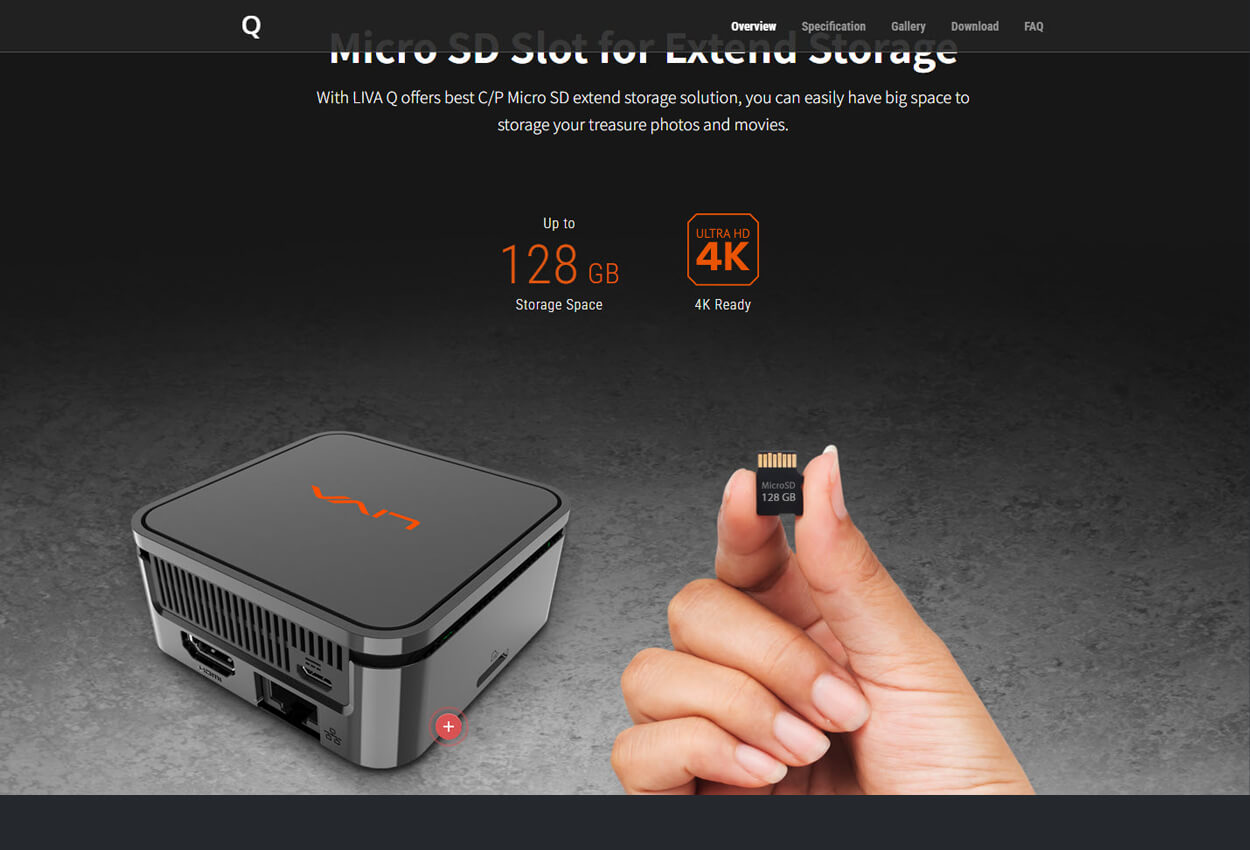 Q
Overview Specification Gallery Download FAQ
Micro SD Slot for Extend Storage
With LIVA Q offers best C/P Micro SD extend storage solution, you can easily have big space to
storage your treasure photos and movies.
Up to
128 GB
Storage Space
ULTRA HD
4K
4K Ready
LIVA
MicroSD
128 GB
HDMI